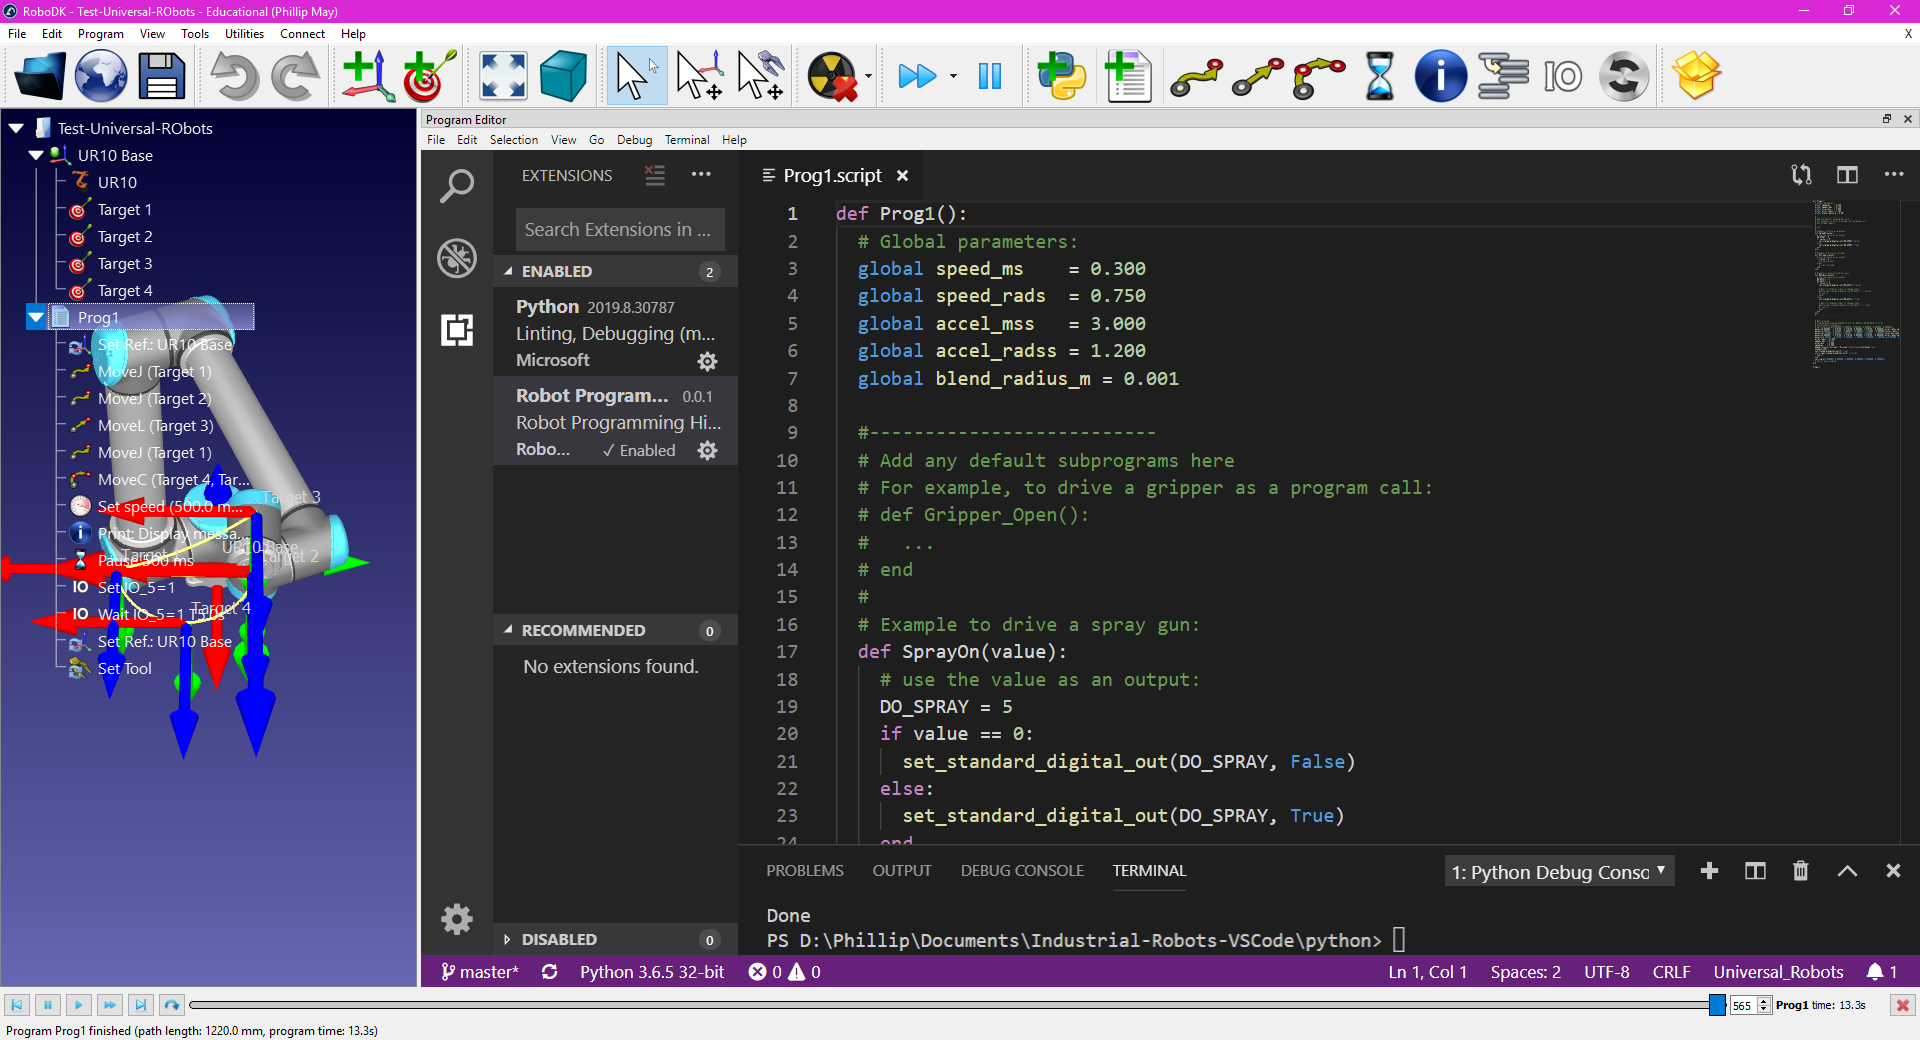 RoboDK - Test-Universal-RObots - Educational (Phillip May)
File Edit Program View Tools Utilities Connect Help X
IO
Test-Universal-RObots
UR10 Base
UR10
Target 1
Target 2
Target 3
Target 4
Prog1
Set Ref.: UR10 Base
MoveJ (Target 1)
MoveJ (Target 2)
MoveL (Target 3)
MoveJ (Target 1)
MoveC (Target 4, Tar...
Set speed (500.0 m...
Print: Display messa...
Pause 500 ms
IO Set IO_5=1
IO Wait IO_5=1 T5.0s
Set Ref.: UR10 Base
Set Tool
Target 3
UR10 Base
Target 2
Target 4
Program Editor
File Edit Selection View Go Debug Terminal Help
EXTENSIONS
Search Extensions in ...
ENABLED 2
Python 2019.8.30787
Linting, Debugging (m...
Microsoft
Robot Program... 0.0.1
Robot Programming Hi...
Robo... ✓ Enabled
RECOMMENDED 0
No extensions found.
DISABLED 0
Prog1.script
1 def Prog1():
2 # Global parameters:
3 global speed_ms    = 0.300
4 global speed_rads  = 0.750
5 global accel_mss   = 3.000
6 global accel_radss = 1.200
7 global blend_radius_m = 0.001
8
9 #--------------------------
10 # Add any default subprograms here
11 # For example, to drive a gripper as a program call:
12 # def Gripper_Open():
13 #   ...
14 # end
15 #
16 # Example to drive a spray gun:
17 def SprayOn(value):
18 # use the value as an output:
19 DO_SPRAY = 5
20 if value == 0:
21 set_standard_digital_out(DO_SPRAY, False)
22 else:
23 set_standard_digital_out(DO_SPRAY, True)
24 end
PROBLEMS OUTPUT DEBUG CONSOLE TERMINAL
1: Python Debug Consc
Done
PS D:\Phillip\Documents\Industrial-Robots-VSCode\python>
master* Python 3.6.5 32-bit 0 0
Ln 1, Col 1 Spaces: 2 UTF-8 CRLF Universal_Robots 1
565 Prog1 time: 13.3s
Program Prog1 finished (path length: 1220.0 mm, program time: 13.3s)